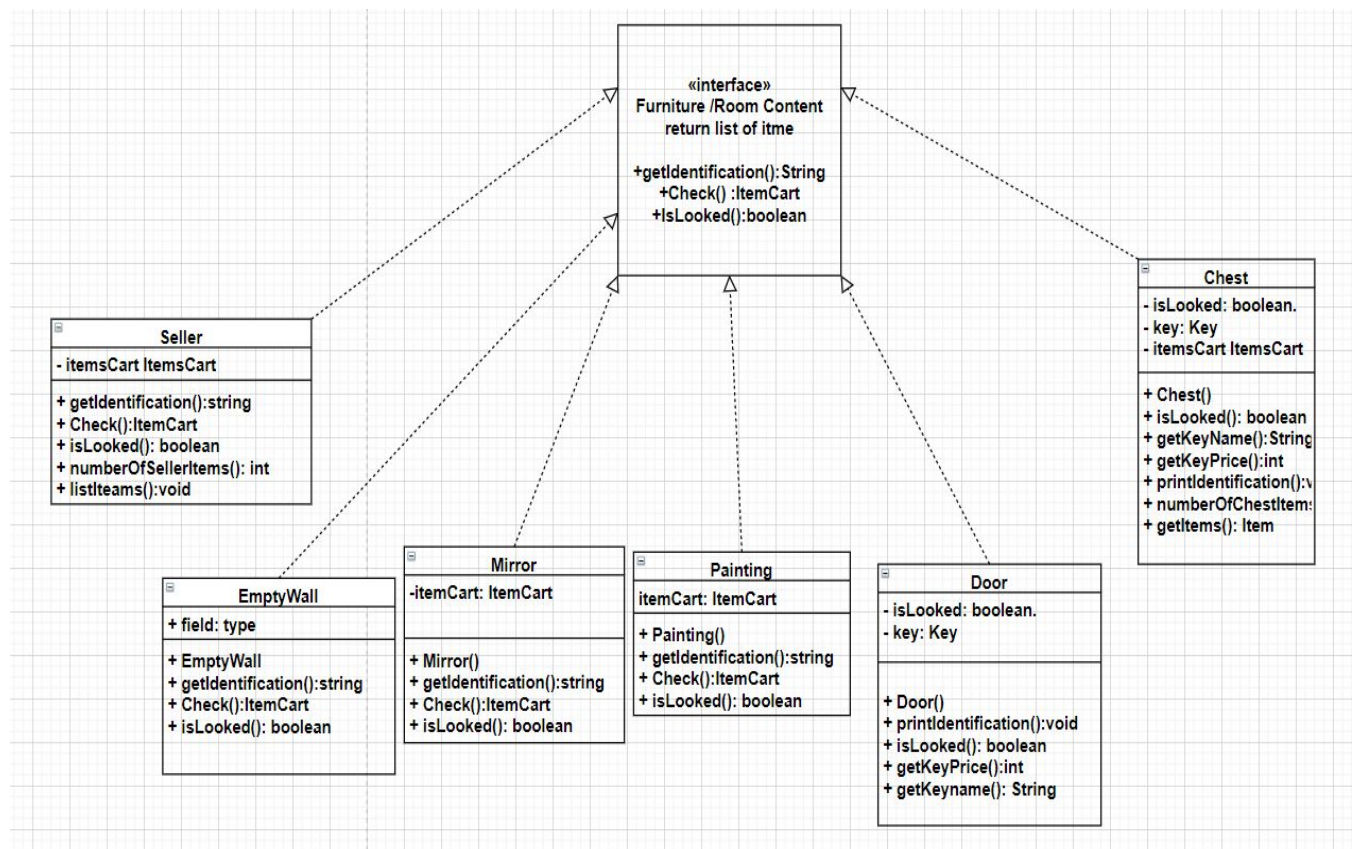 «interface»
Furniture /Room Content
return list of itme
+getIdentification():String
+Check() :ItemCart
+IsLooked():boolean
Seller
- itemsCart ItemsCart
+ getIdentification():string
+ Check():ItemCart
+ isLooked(): boolean
+ numberOfSellerItems(): int
+ listIteams():void
EmptyWall
+ field: type
+ EmptyWall
+ getIdentification():string
+ Check():ItemCart
+ isLooked(): boolean
Mirror
-itemCart: ItemCart
+ Mirror()
+ getIdentification():string
+ Check():ItemCart
+ isLooked(): boolean
Painting
itemCart: ItemCart
+ Painting()
+ getIdentification():string
+ Check():ItemCart
+ isLooked(): boolean
Door
- isLooked: boolean.
- key: Key
+ Door()
+ printIdentification():void
+ isLooked(): boolean
+ getKeyPrice():int
+ getKeyname(): String
Chest
- isLooked: boolean.
- key: Key
- itemsCart ItemsCart
+ Chest()
+ isLooked(): boolean
+ getKeyName():String
+ getKeyPrice():int
+ printIdentification():
+ numberOfChestItems
+ getItems(): Item